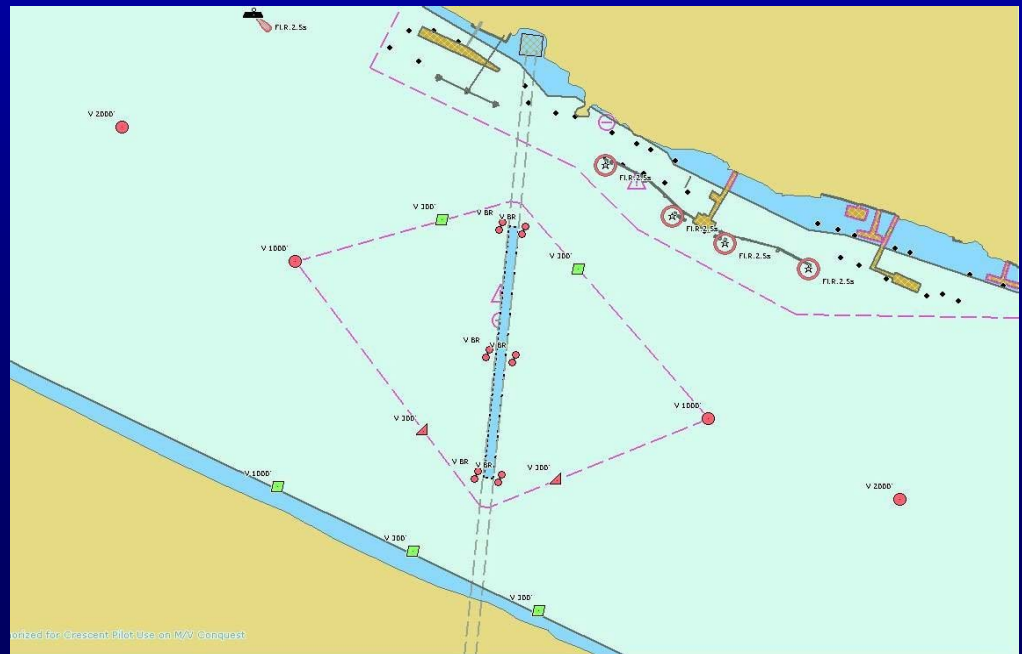 Fl.R.2.5s
V 2000'
Fl.R.2.5s
V 300'
V BR
V BR
Fl.R.2.5s
V 1000'
V 300'
Fl.R.2.5s
Fl.R.2.5s
V BR
V BR
V 1000'
V 300'
V BR
V BR
V 300'
V 1000'
V 2000'
V 300'
V 300'
orized for Crescent Pilot Use on M/V Conquest